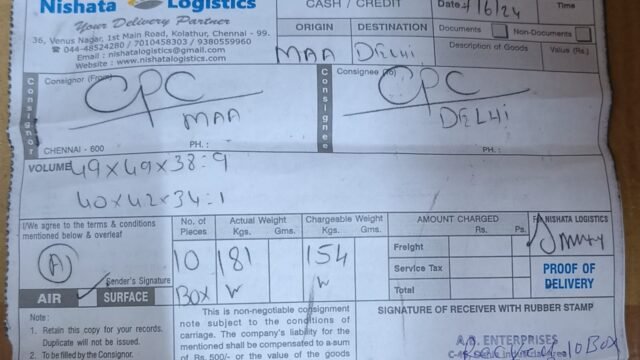 Nishata Logistics
Your Delivery Partner
36, Venus Nagar, 1st Main Road, Kolathur, Chennai - 99.
☎ 044-48524280 / 7010458303 / 9380559960
Email : nishatalogistics@gmail.com
Website : www.nishatalogistics.com
CASH / CREDIT
ORIGIN
DESTINATION
MAA
DELHI
Date: /6/24
Time
Documents
Non-Documents
Description of Goods
Value (Rs.)
Consignor
Consignor (From)
CPC
MAA
CHENNAI - 600
PH. :
Consignee
Consignee (To)
CPC
DELHI
PH. :
VOLUME 49x49x38:9
40x42x34:1
I/We agree to the terms & conditions
mentioned below & overleaf
Sender's Signature
AIR
SURFACE
No. of
Pieces
10
BOX
Actual Weight
Kgs. Gms.
181
W
Chargeable Weight
Kgs. Gms.
154
W
AMOUNT CHARGED
Rs. Ps.
Freight
Service Tax
Total
NISHATA LOGISTICS
PROOF OF
DELIVERY
Note :
1. Retain this copy for your records.
Duplicate will not be issued.
2. To be filled by the Consignor.
This is non-negotiable consignment
note subject to the conditions of
carriage. The company's liability for the
mentioned shall be compensated to a sum
of Rs. 500/- or the value of the goods
SIGNATURE OF RECEIVER WITH RUBBER STAMP
ENTERPRISES
Received 10 Box